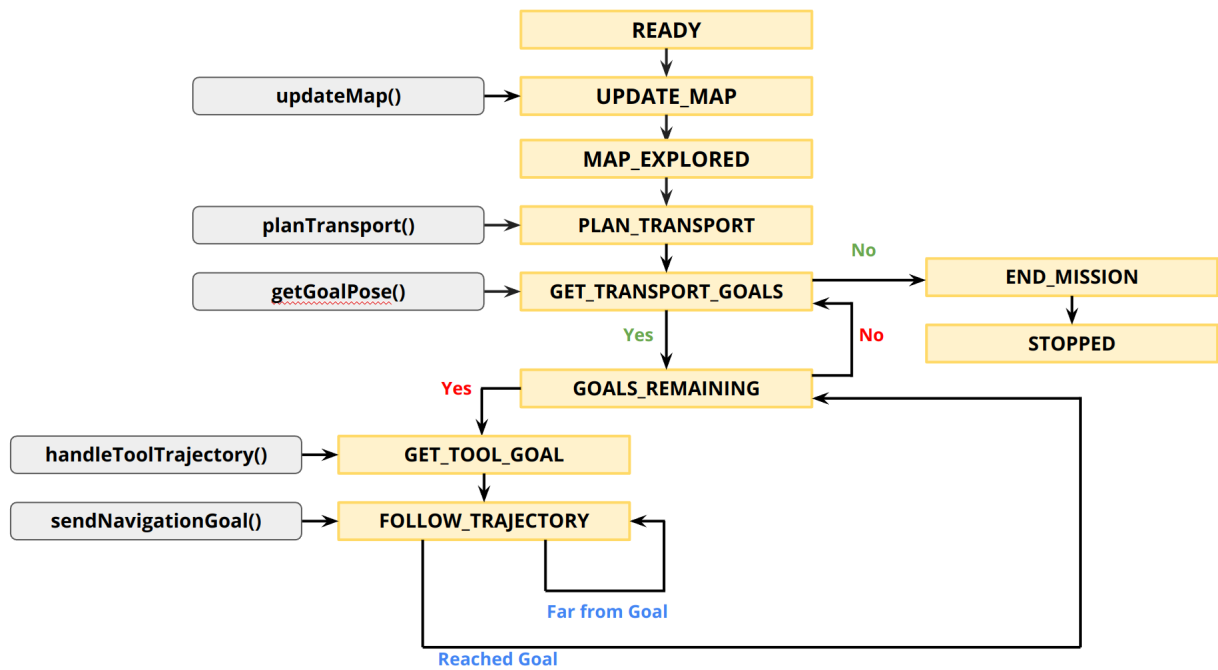 READY
updateMap()
UPDATE_MAP
MAP_EXPLORED
planTransport()
PLAN_TRANSPORT
No
getGoalPose()
GET_TRANSPORT_GOALS
END_MISSION
Yes
No
STOPPED
Yes
GOALS_REMAINING
handleToolTrajectory()
GET_TOOL_GOAL
sendNavigationGoal()
FOLLOW_TRAJECTORY
Far from Goal
Reached Goal